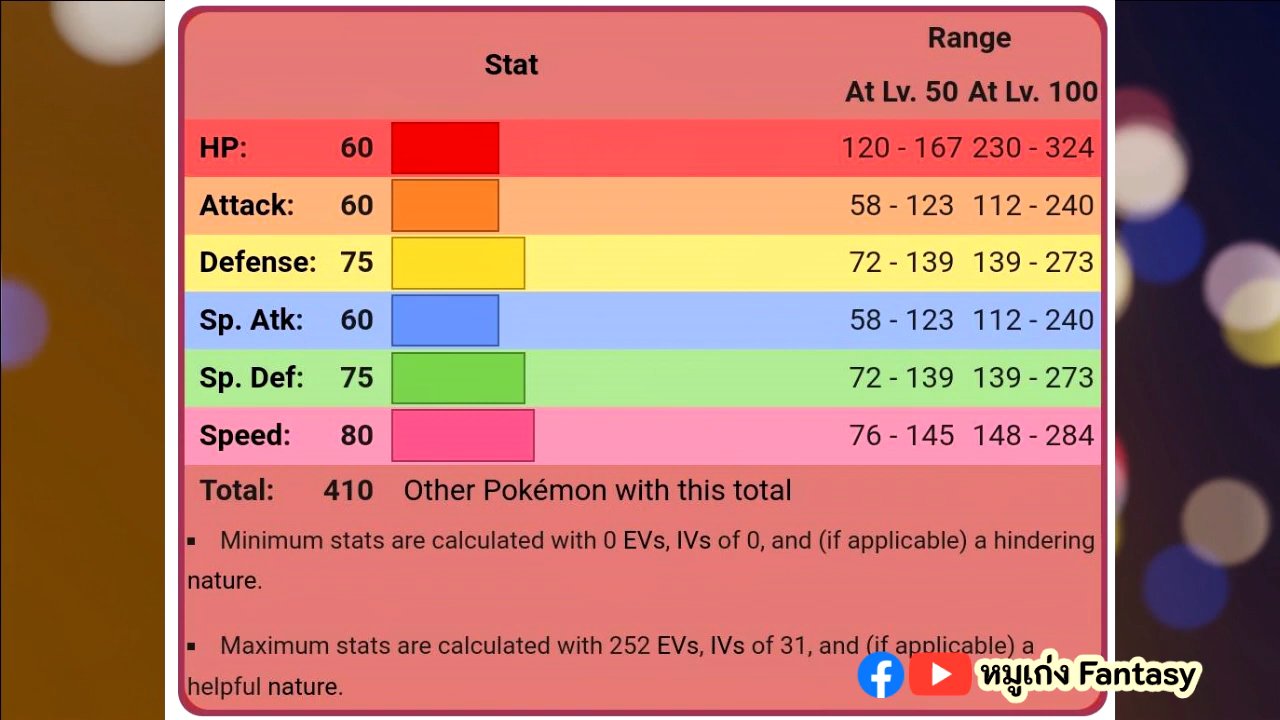 Range
Stat
At Lv. 50 At Lv. 100
HP: 60 120 - 167 230 - 324
Attack: 60 58 - 123 112 - 240
Defense: 75 72 - 139 139 - 273
Sp. Atk: 60 58 - 123 112 - 240
Sp. Def: 75 72 - 139 139 - 273
Speed: 80 76 - 145 148 - 284
Total: 410 Other Pokémon with this total
▪ Minimum stats are calculated with 0 EVs, IVs of 0, and (if applicable) a hindering
nature.
▪ Maximum stats are calculated with 252 EVs, IVs of 31, and (if applicable) a
helpful nature.
หมูเก่ง Fantasy